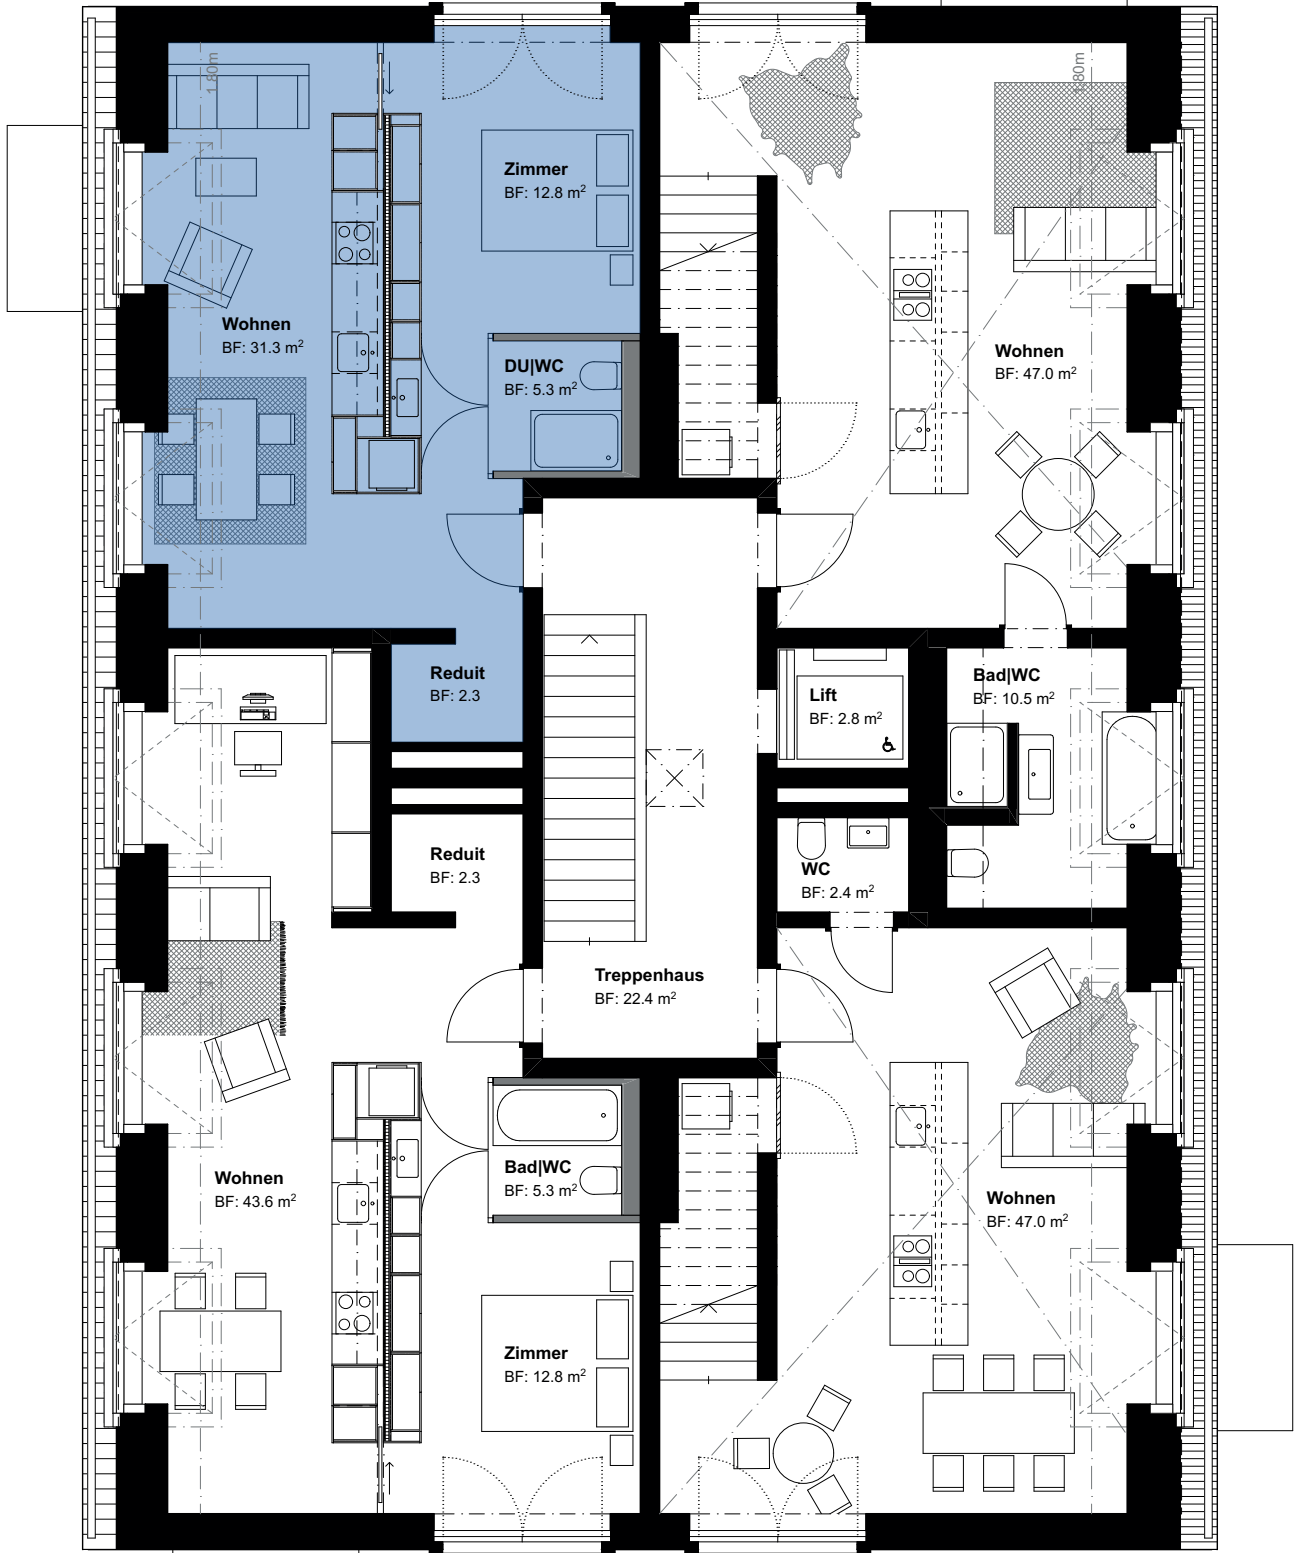 1.80m
1.80m
Zimmer
BF: 12.8 m²
Wohnen
BF: 31.3 m²
DU|WC
BF: 5.3 m²
Wohnen
BF: 47.0 m²
Reduit
BF: 2.3
Lift
BF: 2.8 m²
Bad|WC
BF: 10.5 m²
Reduit
BF: 2.3
WC
BF: 2.4 m²
Treppenhaus
BF: 22.4 m²
Wohnen
BF: 43.6 m²
Bad|WC
BF: 5.3 m²
Wohnen
BF: 47.0 m²
Zimmer
BF: 12.8 m²